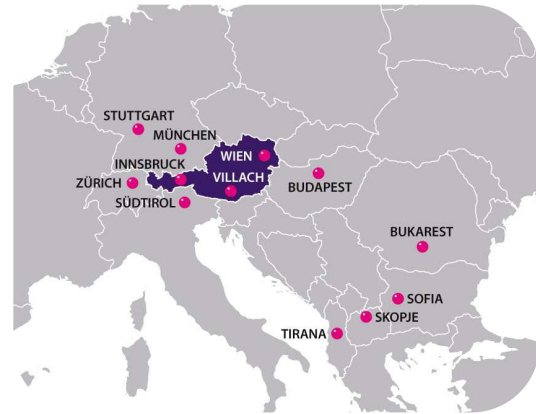 STUTTGART
MÜNCHEN
WIEN
INNSBRUCK
VILLACH
ZÜRICH
BUDAPEST
SÜDTIROL
BUKAREST
SOFIA
SKOPJE
TIRANA